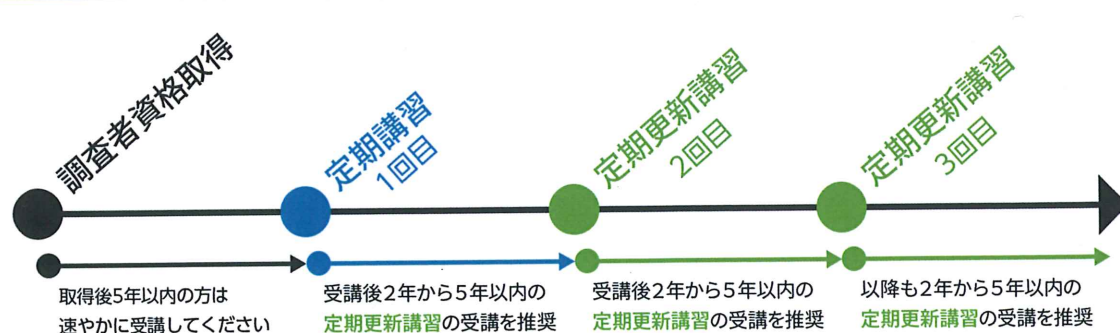 調査者資格取得
定期講習
1回目
定期更新講習
2回目
定期更新講習
3回目
取得後5年以内の方は
速やかに受講してください
受講後2年から5年以内の
定期更新講習の受講を推奨
受講後2年から5年以内の
定期更新講習の受講を推奨
以降も2年から5年以内の
定期更新講習の受講を推奨